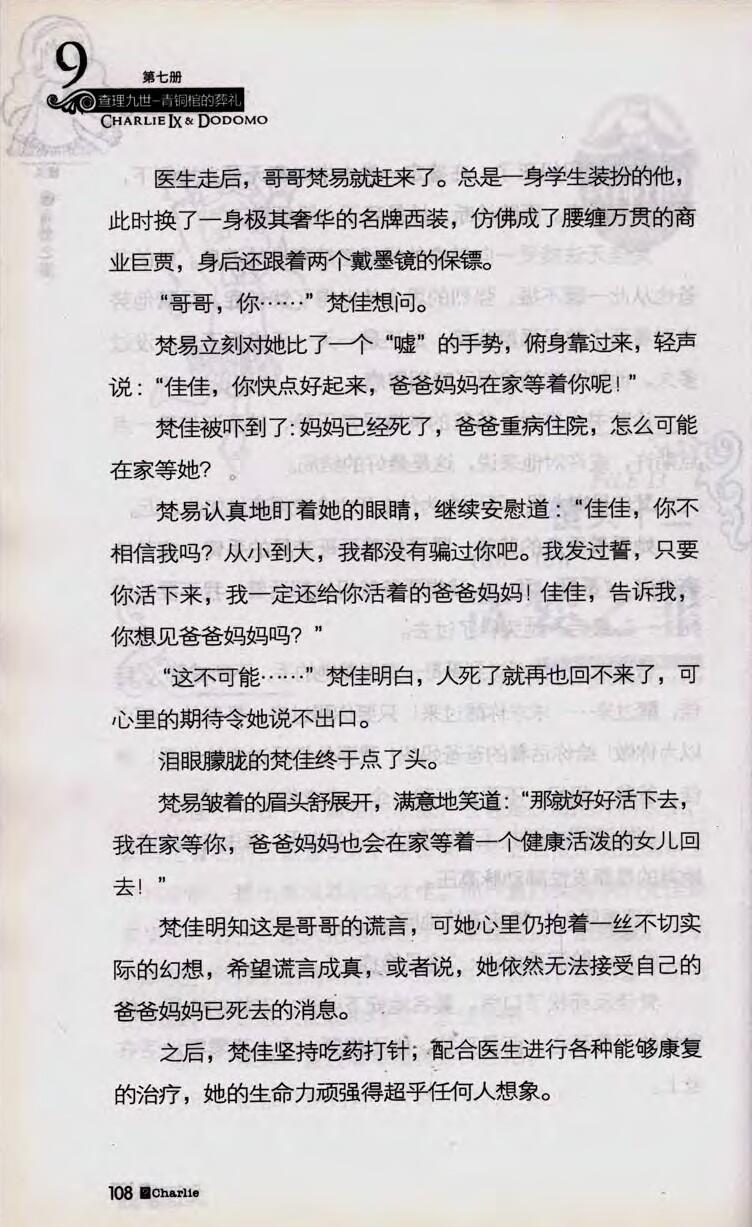 9
第七册
查理九世-青铜棺的葬礼
CHARLIE IX & DODOMO
医生走后，哥哥梵易就赶来了。总是一身学生装扮的他，
此时换了一身极其奢华的名牌西装，仿佛成了腰缠万贯的商
业巨贾，身后还跟着两个戴墨镜的保镖。
“哥哥，你……”梵佳想问。
梵易立刻对她比了一个“嘘”的手势，俯身靠过来，轻声
说：“佳佳，你快点好起来，爸爸妈妈在家等着你呢！”
梵佳被吓到了：妈妈已经死了，爸爸重病住院，怎么可能
在家等她？
梵易认真地盯着她的眼睛，继续安慰道：“佳佳，你不
相信我吗？从小到大，我都没有骗过你吧。我发过誓，只要
你活下来，我一定还给你活着的爸爸妈妈！佳佳，告诉我，
你想见爸爸妈妈吗？”
“这不可能……”梵佳明白，人死了就再也回不来了，可
心里的期待令她说不出口。
泪眼朦胧的梵佳终于点了头。
梵易皱着的眉头舒展开，满意地笑道：“那就好好活下去，
我在家等你，爸爸妈妈也会在家等着一个健康活泼的女儿回
去！”
梵佳明知这是哥哥的谎言，可她心里仍抱着一丝不切实
际的幻想，希望谎言成真，或者说，她依然无法接受自己的
爸爸妈妈已死去的消息。
之后，梵佳坚持吃药打针；配合医生进行各种能够康复
的治疗，她的生命力顽强得超乎任何人想象。
108 Charlie